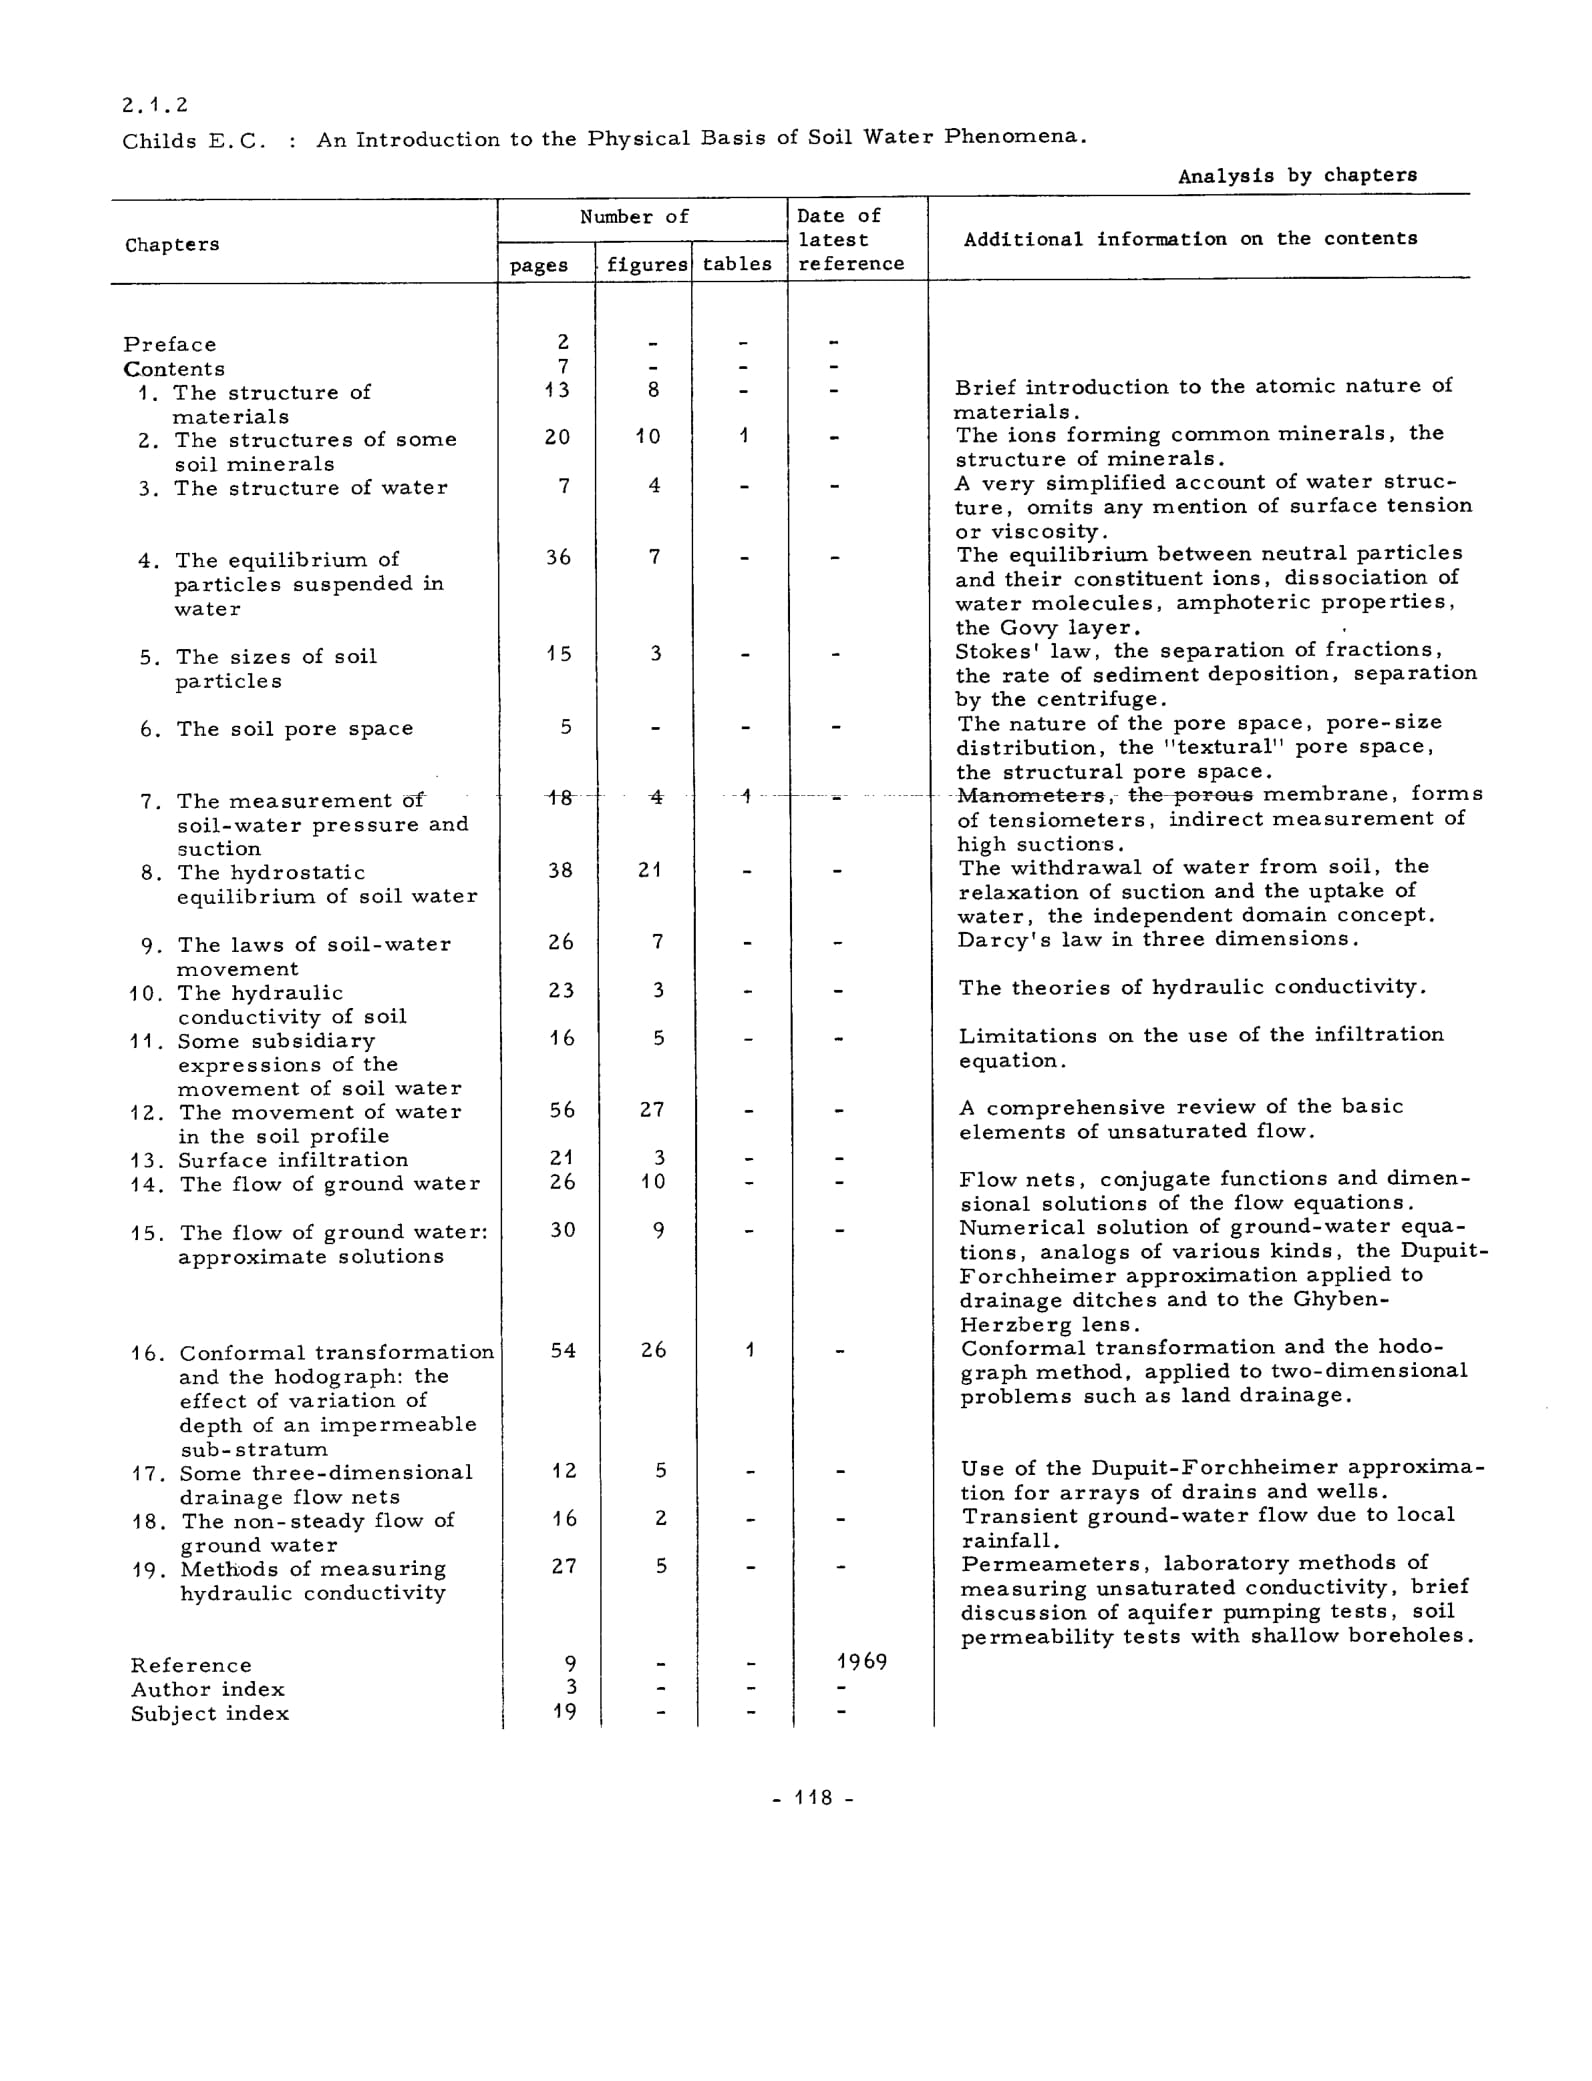 2.1.2
Childs E.C. : An Introduction to the Physical Basis of Soil Water Phenomena.
Analysis by chapters
Chapters
Number of
pages figures tables
Date of
latest
reference
Additional information on the contents
Preface 2 - - -
Contents 7 - - -
1. The structure of 13 8 - - Brief introduction to the atomic nature of
materials materials.
2. The structures of some 20 10 1 - The ions forming common minerals, the
soil minerals structure of minerals.
3. The structure of water 7 4 - - A very simplified account of water struc-
ture, omits any mention of surface tension
or viscosity.
4. The equilibrium of 36 7 - - The equilibrium between neutral particles
particles suspended in and their constituent ions, dissociation of
water water molecules, amphoteric properties,
the Govy layer.
5. The sizes of soil 15 3 - - Stokes' law, the separation of fractions,
particles the rate of sediment deposition, separation
by the centrifuge.
6. The soil pore space 5 - - - The nature of the pore space, pore-size
distribution, the "textural" pore space,
the structural pore space.
7. The measurement of 18 4 1 - Manometers, the porous membrane, forms
soil-water pressure and of tensiometers, indirect measurement of
suction high suctions.
8. The hydrostatic 38 21 - - The withdrawal of water from soil, the
equilibrium of soil water relaxation of suction and the uptake of
water, the independent domain concept.
9. The laws of soil-water 26 7 - - Darcy's law in three dimensions.
movement
10. The hydraulic 23 3 - - The theories of hydraulic conductivity.
conductivity of soil
11. Some subsidiary 16 5 - - Limitations on the use of the infiltration
expressions of the equation.
movement of soil water
12. The movement of water 56 27 - - A comprehensive review of the basic
in the soil profile elements of unsaturated flow.
13. Surface infiltration 21 3 - -
14. The flow of ground water 26 10 - - Flow nets, conjugate functions and dimen-
sional solutions of the flow equations.
15. The flow of ground water: 30 9 - - Numerical solution of ground-water equa-
approximate solutions tions, analogs of various kinds, the Dupuit-
Forchheimer approximation applied to
drainage ditches and to the Ghyben-
Herzberg lens.
16. Conformal transformation 54 26 1 - Conformal transformation and the hodo-
and the hodograph: the graph method, applied to two-dimensional
effect of variation of problems such as land drainage.
depth of an impermeable
sub-stratum
17. Some three-dimensional 12 5 - - Use of the Dupuit-Forchheimer approxima-
drainage flow nets tion for arrays of drains and wells.
18. The non-steady flow of 16 2 - - Transient ground-water flow due to local
ground water rainfall.
19. Methods of measuring 27 5 - - Permeameters, laboratory methods of
hydraulic conductivity measuring unsaturated conductivity, brief
discussion of aquifer pumping tests, soil
permeability tests with shallow boreholes.
Reference 9 - - 1969
Author index 3 - - -
Subject index 19 - - -
- 118 -